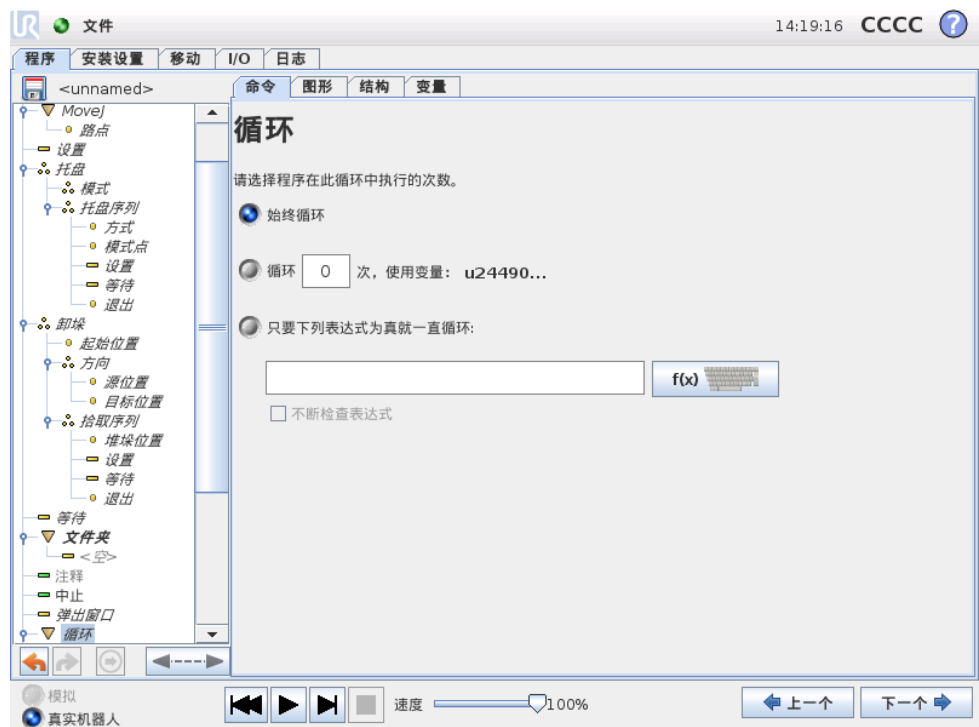 UR 文件 14:19:16 CCCC ?
程序 安装设置 移动 I/O 日志
<unnamed>
命令 图形 结构 变量
MoveJ
路点
设置
托盘
模式
托盘序列
方式
模式点
设置
等待
退出
卸垛
起始位置
方向
源位置
目标位置
拾取序列
堆垛位置
设置
等待
退出
等待
文件夹
<空>
注释
中止
弹出窗口
循环
循环
请选择程序在此循环中执行的次数。
始终循环
循环 0 次，使用变量： u24490...
只要下列表达式为真就一直循环:
f(x)
不断检查表达式
模拟
真实机器人
速度 100%
上一个 下一个